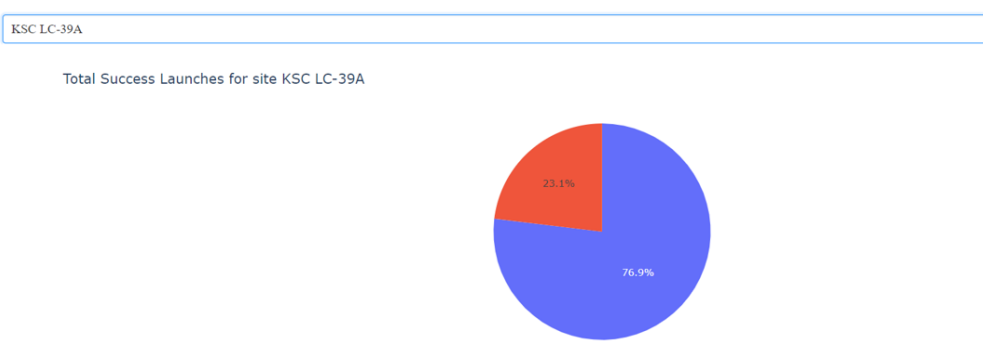 KSC LC-39A
Total Success Launches for site KSC LC-39A
23.1%
76.9%